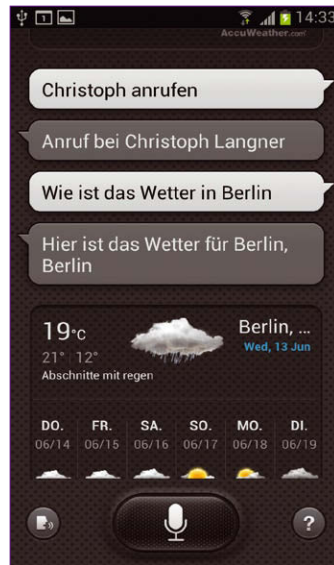 1 14:33
AccuWeather.com
Christoph anrufen
Anruf bei Christoph Langner
Wie ist das Wetter in Berlin
Hier ist das Wetter für Berlin,
Berlin
19°C
Berlin, ...
Wed, 13 Jun
21° 12°
Abschnitte mit regen
DO. FR. SA. SO. MO. DI.
06/14 06/15 06/16 06/17 06/18 06/19
?